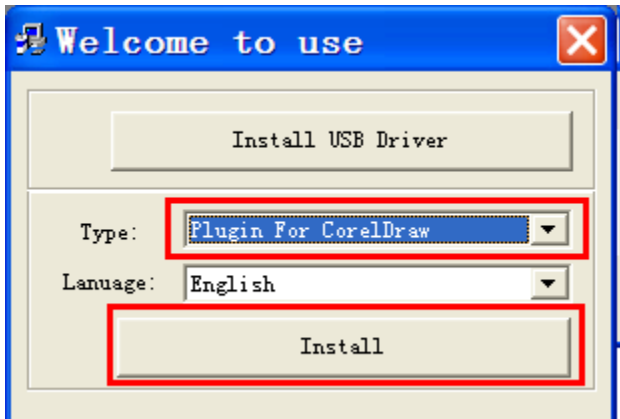 Welcome to use
Install USB Driver
Type: Plugin For CorelDraw
Lanuage: English
Install